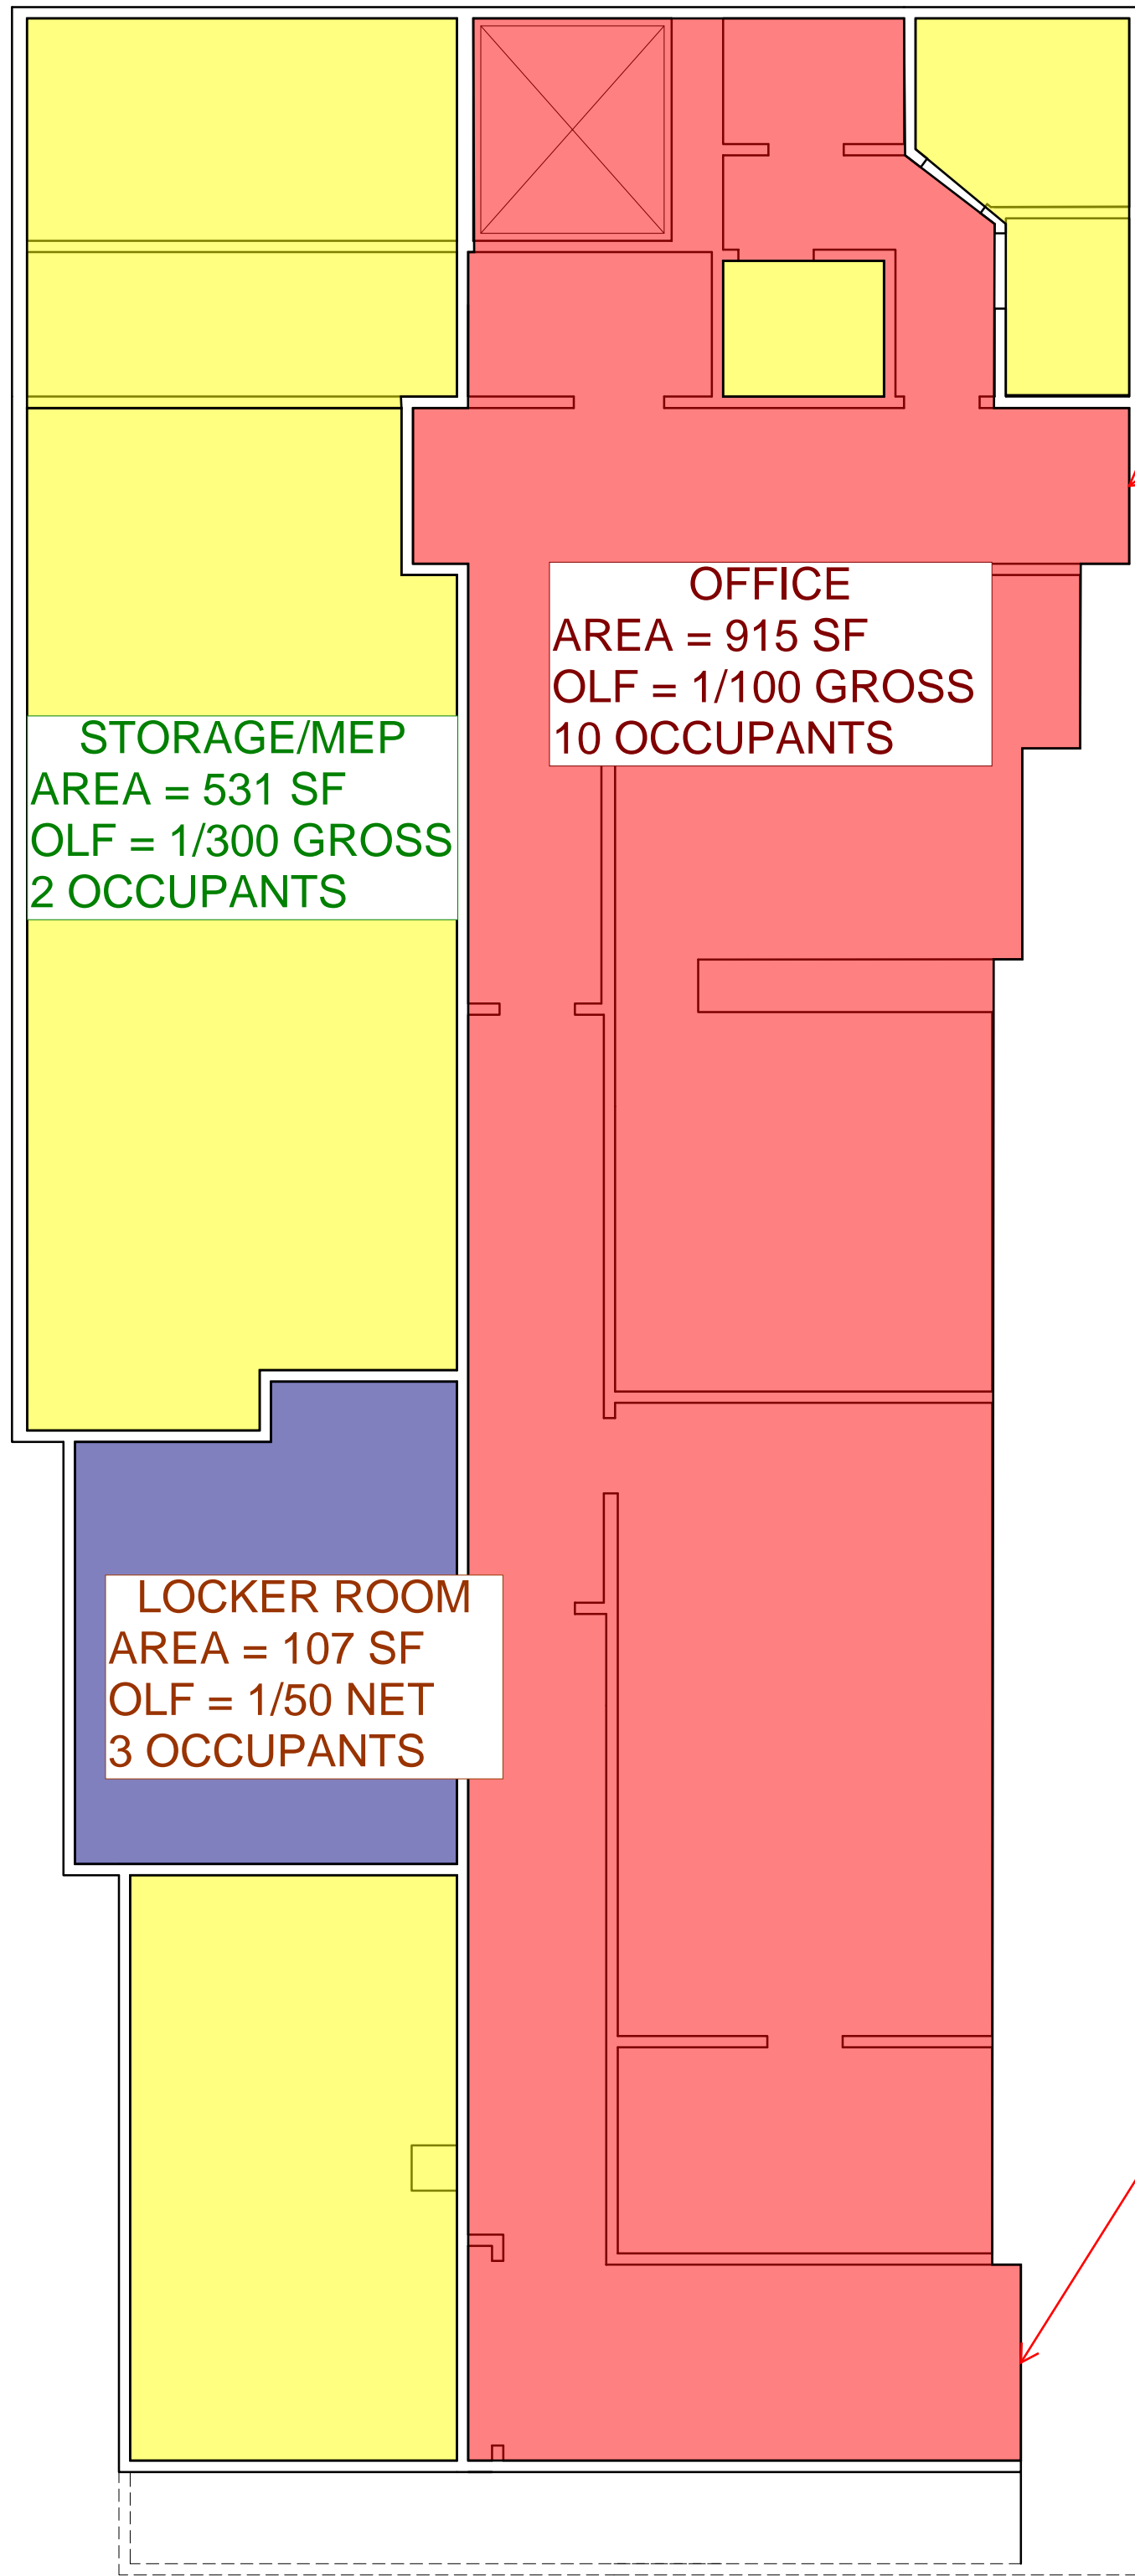 OFFICE
AREA = 915 SF
OLF = 1/100 GROSS
10 OCCUPANTS
STORAGE/MEP
AREA = 531 SF
OLF = 1/300 GROSS
2 OCCUPANTS
LOCKER ROOM
AREA = 107 SF
OLF = 1/50 NET
3 OCCUPANTS